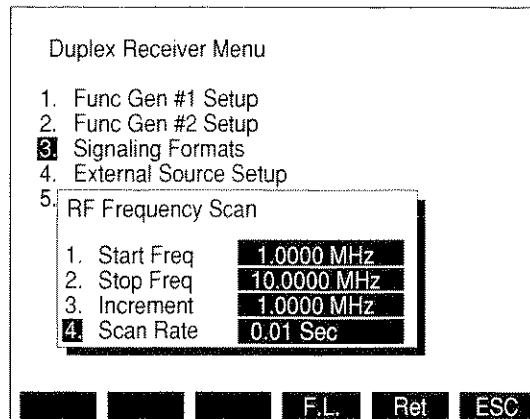 Duplex Receiver Menu
1. Func Gen #1 Setup
2. Func Gen #2 Setup
3. Signaling Formats
4. External Source Setup
5.
RF Frequency Scan
1. Start Freq 1.0000 MHz
2. Stop Freq 10.0000 MHz
3. Increment 1.0000 MHz
4. Scan Rate 0.01 Sec
F.L. Ret ESC